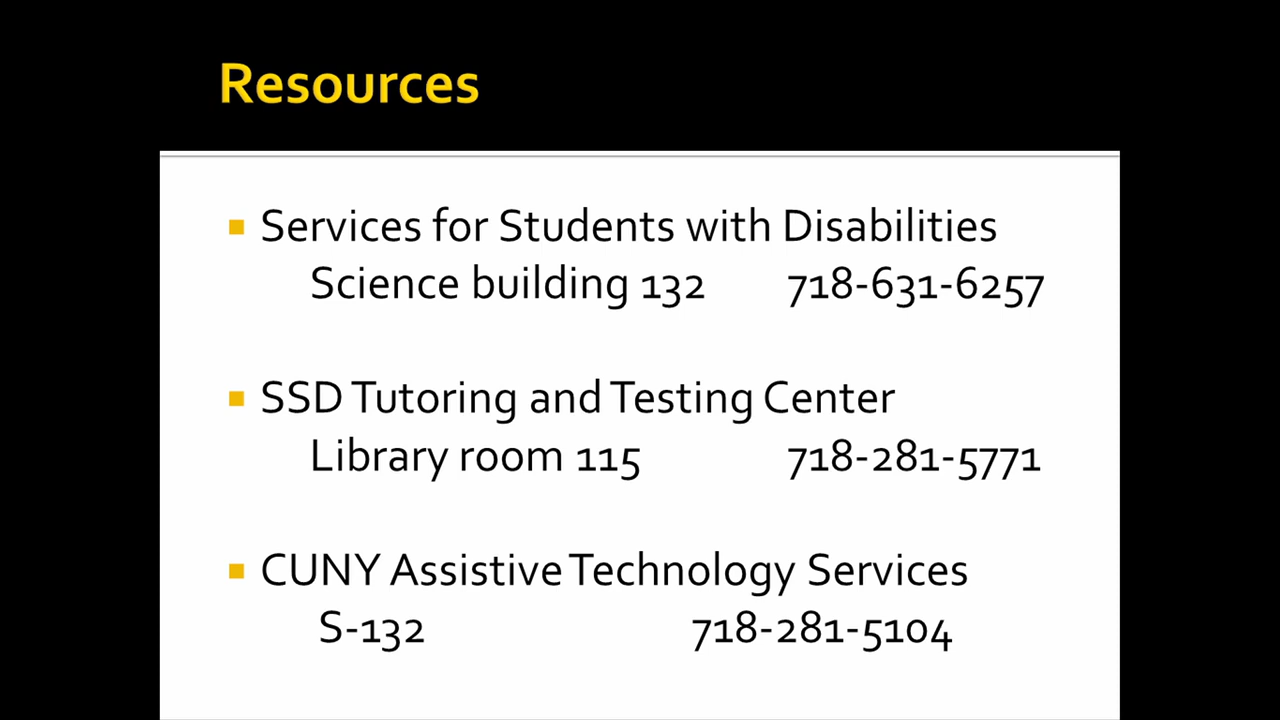 Resources
Services for Students with Disabilities
Science building 132 718-631-6257
SSD Tutoring and Testing Center
Library room 115 718-281-5771
CUNY Assistive Technology Services
S-132 718-281-5104